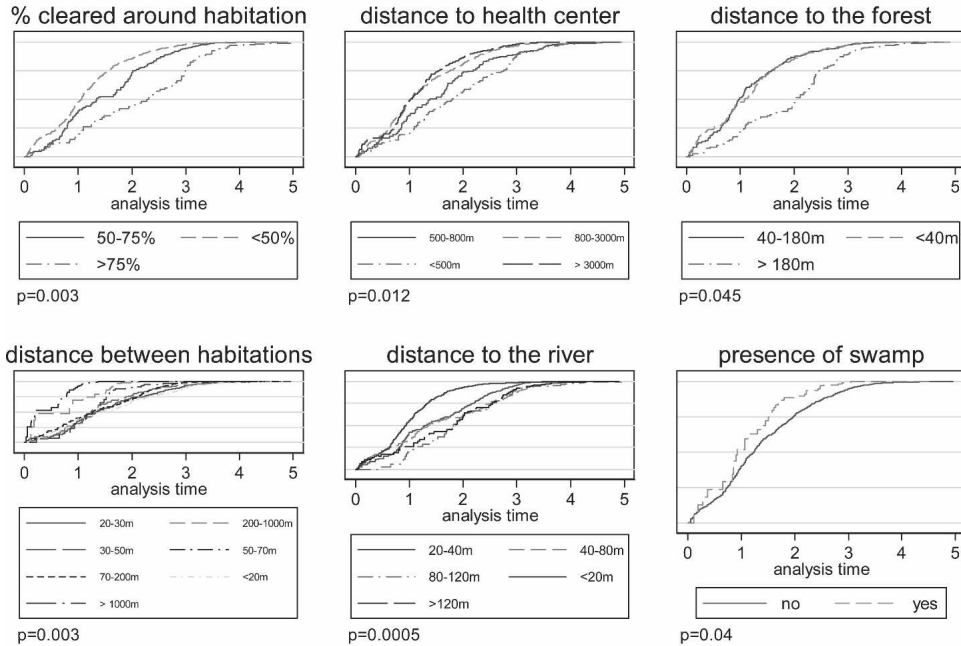 % cleared around habitation
0 1 2 3 4 5
analysis time
50-75% <50%
>75%
p=0.003
distance to health center
0 1 2 3 4 5
analysis time
500-800m 800-3000m
<500m > 3000m
p=0.012
distance to the forest
0 1 2 3 4 5
analysis time
40-180m <40m
> 180m
p=0.045
distance between habitations
0 1 2 3 4 5
analysis time
20-30m 200-1000m
30-50m 50-70m
70-200m <20m
> 1000m
p=0.003
distance to the river
0 1 2 3 4 5
analysis time
20-40m 40-80m
80-120m <20m
>120m
p=0.0005
presence of swamp
0 1 2 3 4 5
analysis time
no yes
p=0.04